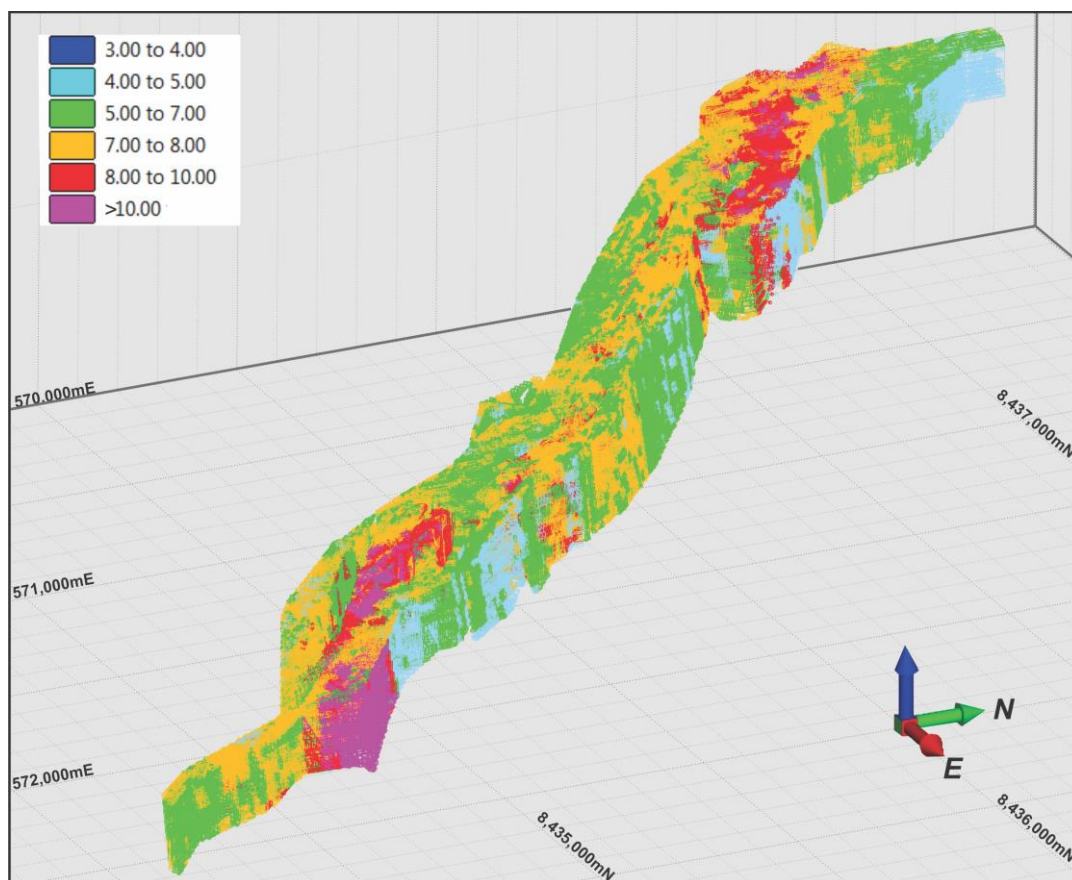 3.00 to 4.00
4.00 to 5.00
5.00 to 7.00
7.00 to 8.00
8.00 to 10.00
>10.00
570,000mE
8,437,000mN
571,000mE
N
E
572,000mE
8,435,000mN
8,436,000mN